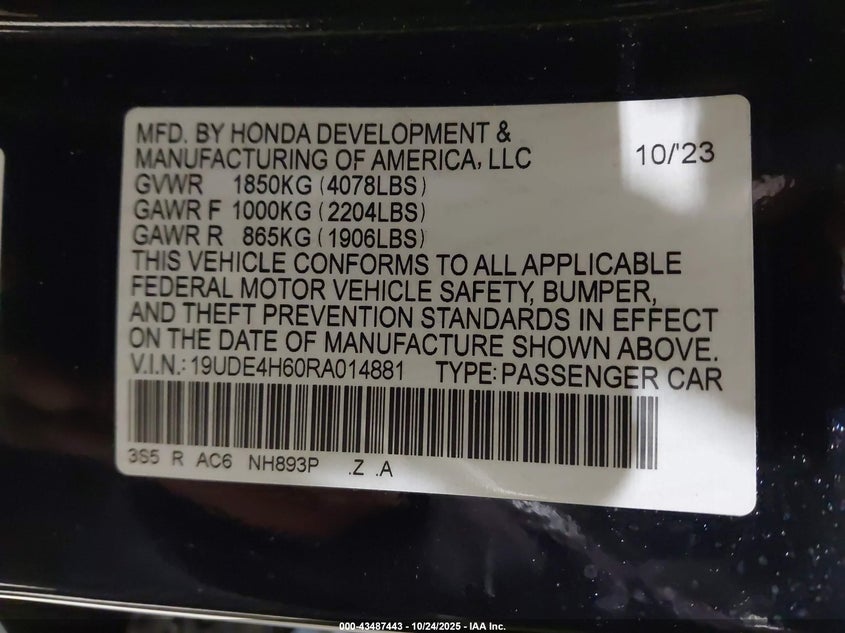 MFD. BY HONDA DEVELOPMENT &
MANUFACTURING OF AMERICA, LLC 10/'23
GVWR 1850KG (4078LBS)
GAWR F 1000KG (2204LBS)
GAWR R 865KG (1906LBS)
THIS VEHICLE CONFORMS TO ALL APPLICABLE
FEDERAL MOTOR VEHICLE SAFETY, BUMPER,
AND THEFT PREVENTION STANDARDS IN EFFECT
ON THE DATE OF MANUFACTURE SHOWN ABOVE.
V.I.N.: 19UDE4H60RA014881 TYPE: PASSENGER CAR
3S5 R AC6 NH893P .Z .A
000-43487443 - 10/24/2025 - IAA Inc.